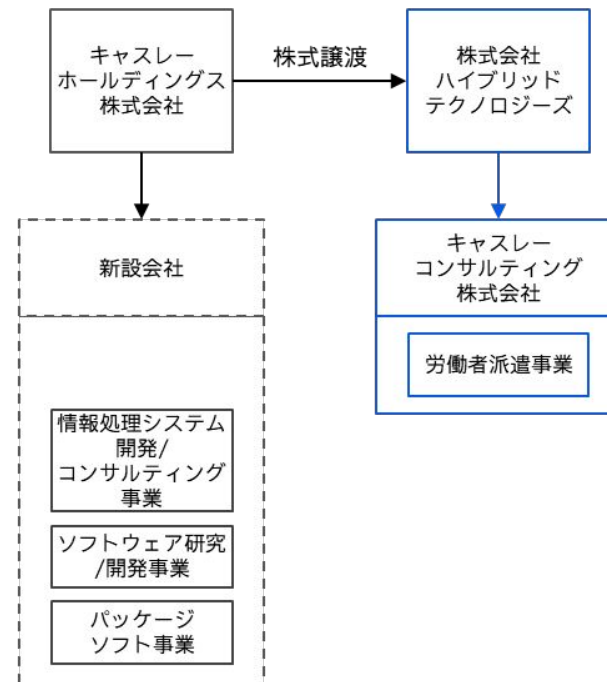 キャスレー
ホールディングス
株式会社
株式譲渡
株式会社
ハイブリッド
テクノロジーズ
新設会社
キャスレー
コンサルティング
株式会社
労働者派遣事業
情報処理システム
開発/
コンサルティング
事業
ソフトウェア研究
/開発事業
パッケージ
ソフト事業